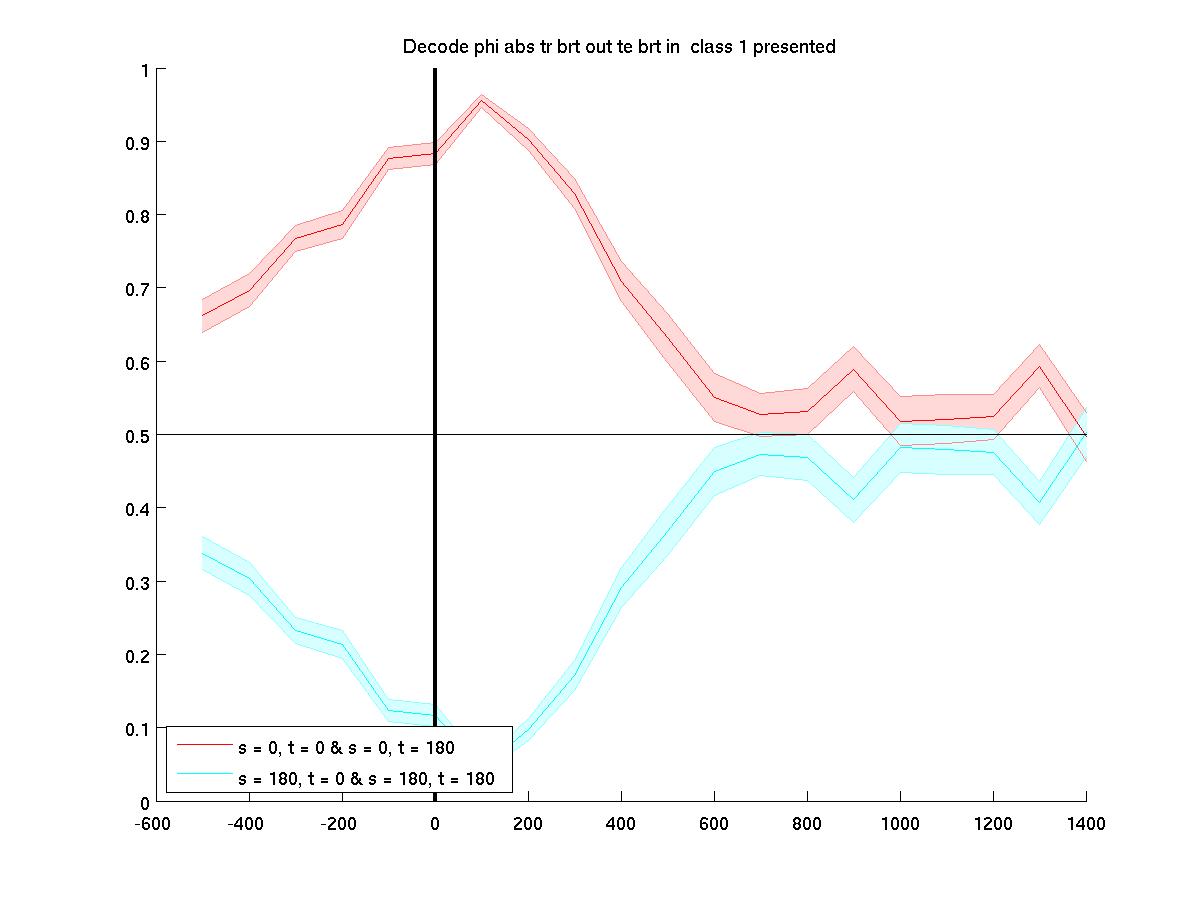 Decode phi abs tr brt out te brt in  class 1 presented
1
0.9
0.8
0.7
0.6
0.5
0.4
0.3
0.2
0.1
0
s = 0, t = 0 & s = 0, t = 180
s = 180, t = 0 & s = 180, t = 180
-600 -400 -200 0 200 400 600 800 1000 1200 1400